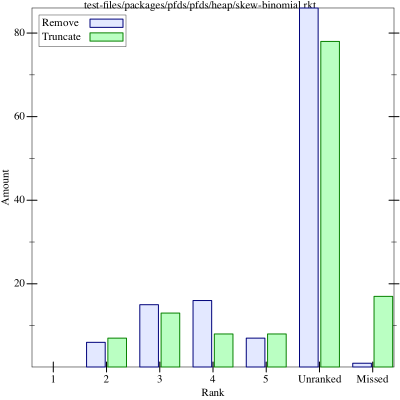 test-files/packages/pfds/pfds/heap/skew-binomial.rkt
Remove
Truncate
80
60
40
20
Amount
1 2 3 4 5 Unranked Missed
Rank